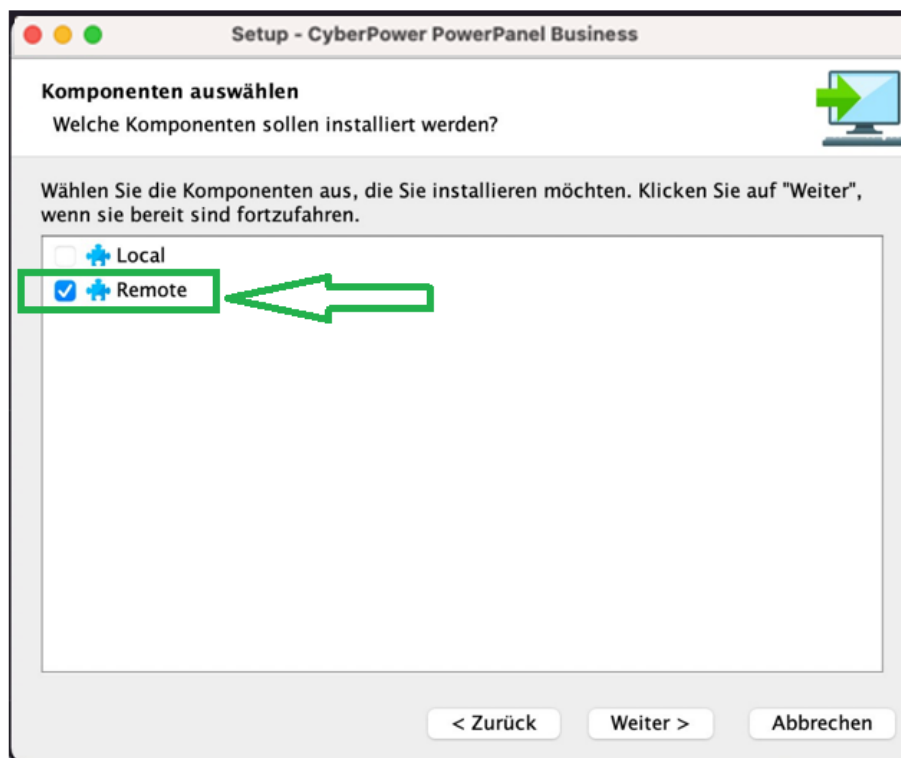 Setup - CyberPower PowerPanel Business
Komponenten auswählen
Welche Komponenten sollen installiert werden?
Wählen Sie die Komponenten aus, die Sie installieren möchten. Klicken Sie auf "Weiter",
wenn sie bereit sind fortzufahren.
Local
Remote
< Zurück
Weiter >
Abbrechen